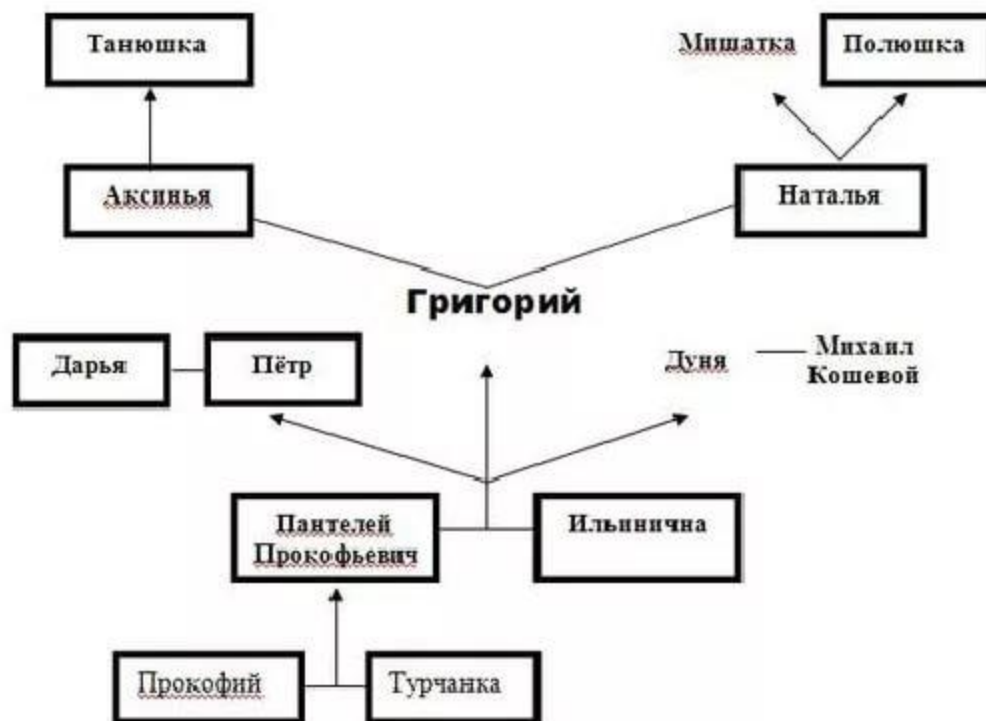 Танюшка
Мишатка
Полюшка
Аксинья
Наталья
Григорий
Дарья
Пётр
Дуня
Михаил
Кошевой
Пантелей
Прокофьевич
Ильинична
Прокофий
Турчанка